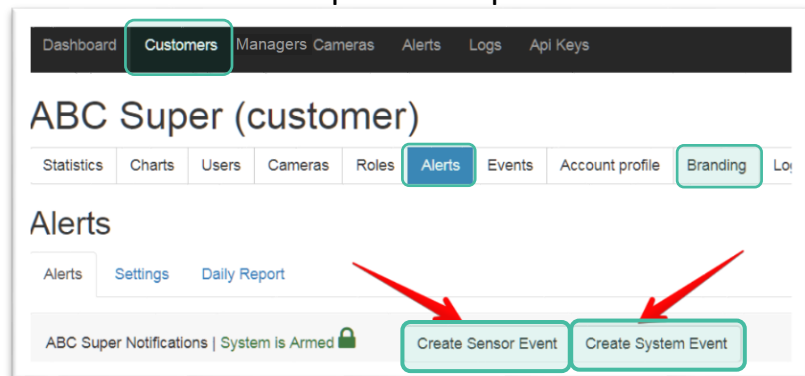 Dashboard Customers Managers Cameras Alerts Logs Api Keys
ABC Super (customer)
Statistics Charts Users Cameras Roles Alerts Events Account profile Branding
Alerts
Alerts Settings Daily Report
ABC Super Notifications | System is Armed Create Sensor Event Create System Event